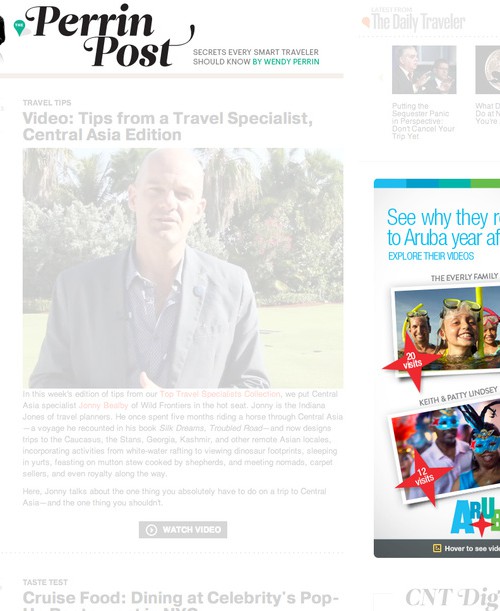 THE
Perrin
Post
SECRETS EVERY SMART TRAVELER
SHOULD KNOW BY WENDY PERRIN
TRAVEL TIPS
Video: Tips from a Travel Specialist,
Central Asia Edition
In this week's edition of tips from our Top Travel Specialists Collection, we put Central
Asia specialist Jonny Bealby of Wild Frontiers in the hot seat. Jonny is the Indiana
Jones of travel planners. He once spent five months riding a horse through Central Asia
—a voyage he recounted in his book Silk Dreams, Troubled Road—and now designs
trips to the Caucasus, the Stans, Georgia, Kashmir, and other remote Asian locales,
incorporating activities from white-water rafting to viewing dinosaur footprints, sleeping
in yurts, feasting on mutton stew cooked by shepherds, and meeting nomads, carpet
sellers, and even royalty along the way.
Here, Jonny talks about the one thing you absolutely have to do on a trip to Central
Asia—and the one thing you shouldn't.
WATCH VIDEO
TASTE TEST
Cruise Food: Dining at Celebrity's Pop-
LATEST FROM
The Daily Traveler
Putting the
Sequester Panic
in Perspective:
Don't Cancel Your
Trip Yet
What D
Do at N
You're
See why they r
to Aruba year af
EXPLORE THEIR VIDEOS
THE EVERLY FAMILY
20
visits
KEITH & PATTY LINDSEY
12
visits
ARUB
Hover to see vide
CNT Dig